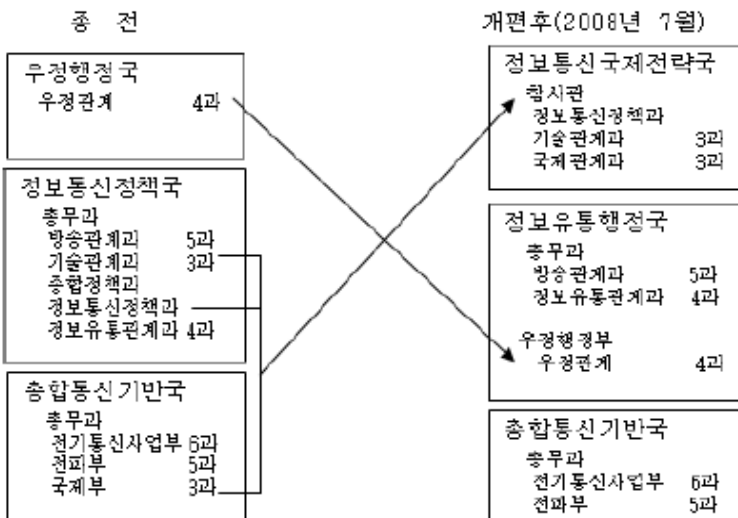 종 전
우정행정국
우정관계 4과
정보통신정책국
총무과
방송관계과 5과
기술관계과 3과
종합정책과
정보통신정책과
정보유통관계과 4과
총합통신기반국
총무과
전기통신사업부 6과
전파부 5과
국제부 3과
개편후(2008년 7월)
정보통신국제전략국
참사관
정보통신정책과
기술관계과 3과
국제관계과 3과
정보유통행정국
총무과
방송관계과 5과
정보유통관계과 4과
우정행정부
우정관계 4과
총합통신기반국
총무과
전기통신사업부 6과
전파부 5과